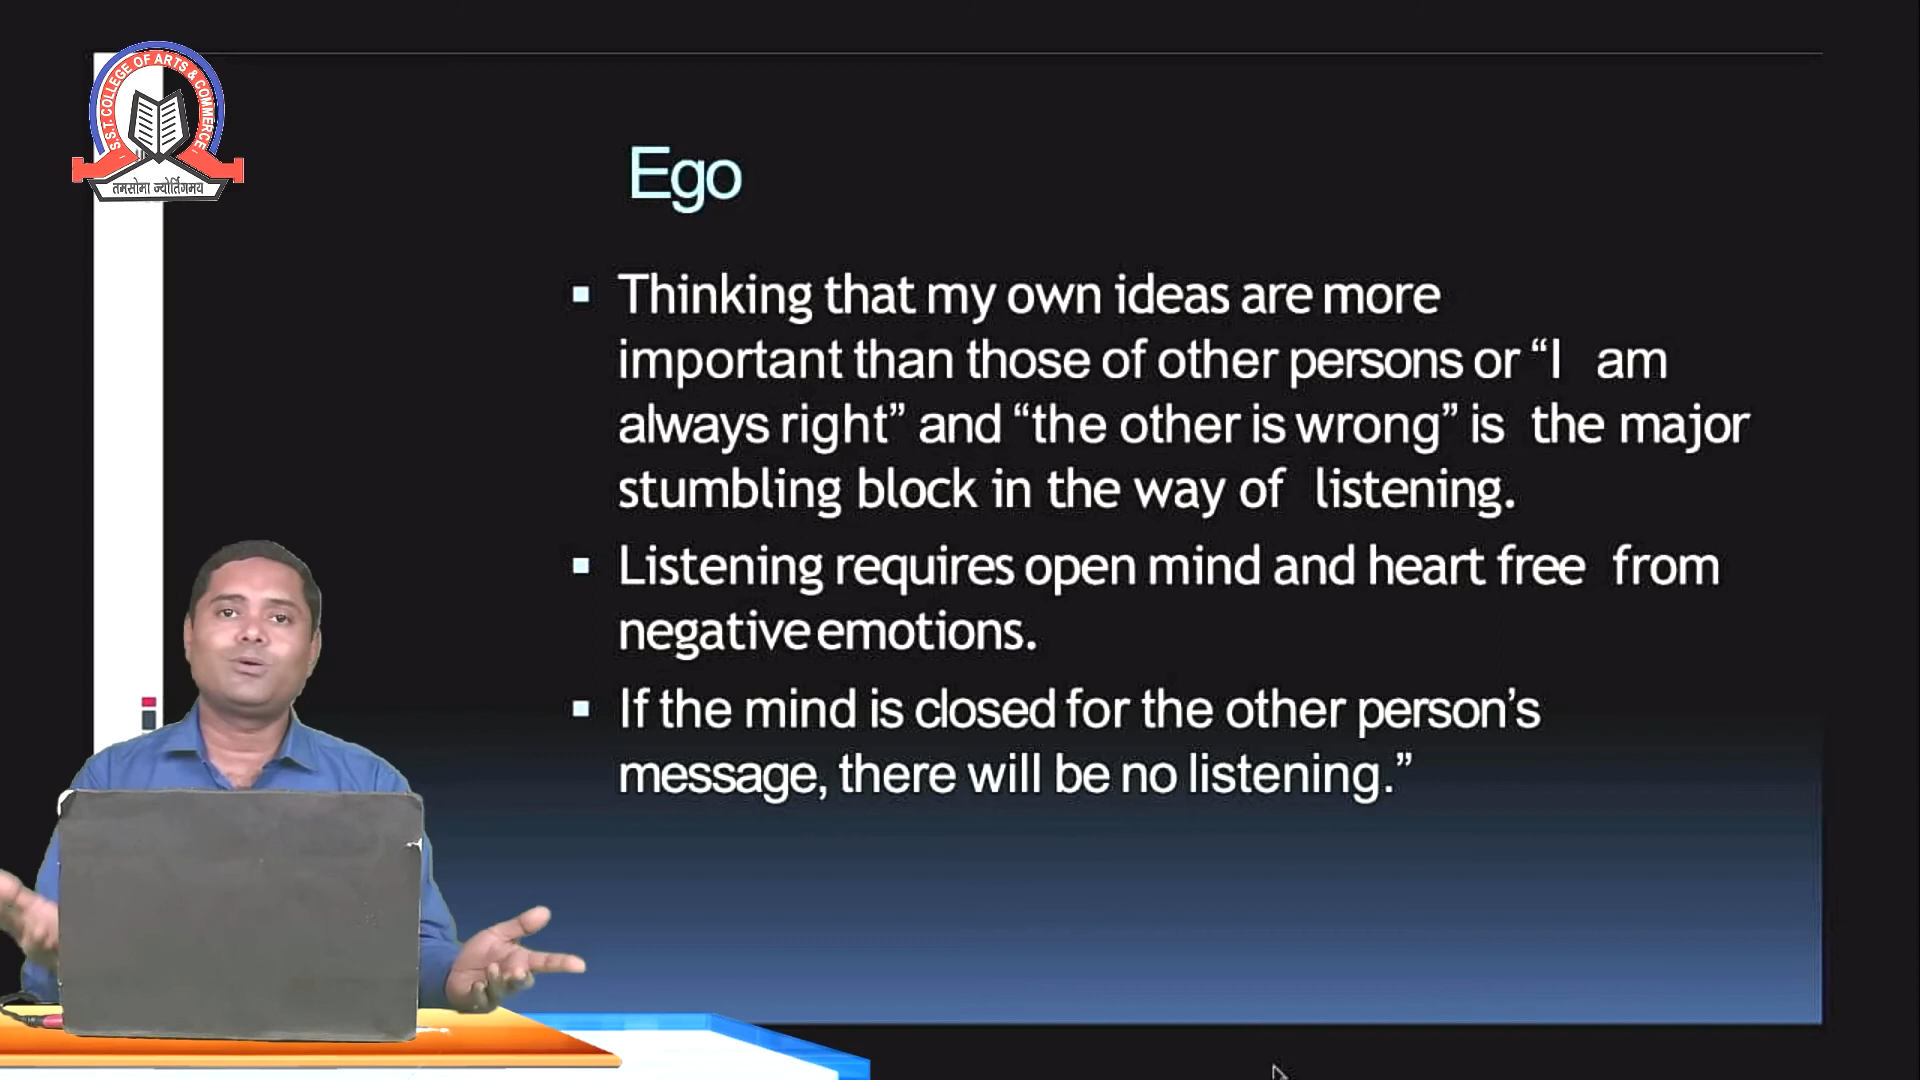 S.S.T. COLLEGE OF ARTS & COMMERCE
तमसोमा ज्योर्तिगमय
Ego
Thinking that my own ideas are more
important than those of other persons or “I am
always right” and “the other is wrong” is the major
stumbling block in the way of listening.
Listening requires open mind and heart free from
negative emotions.
If the mind is closed for the other person’s
message, there will be no listening.”